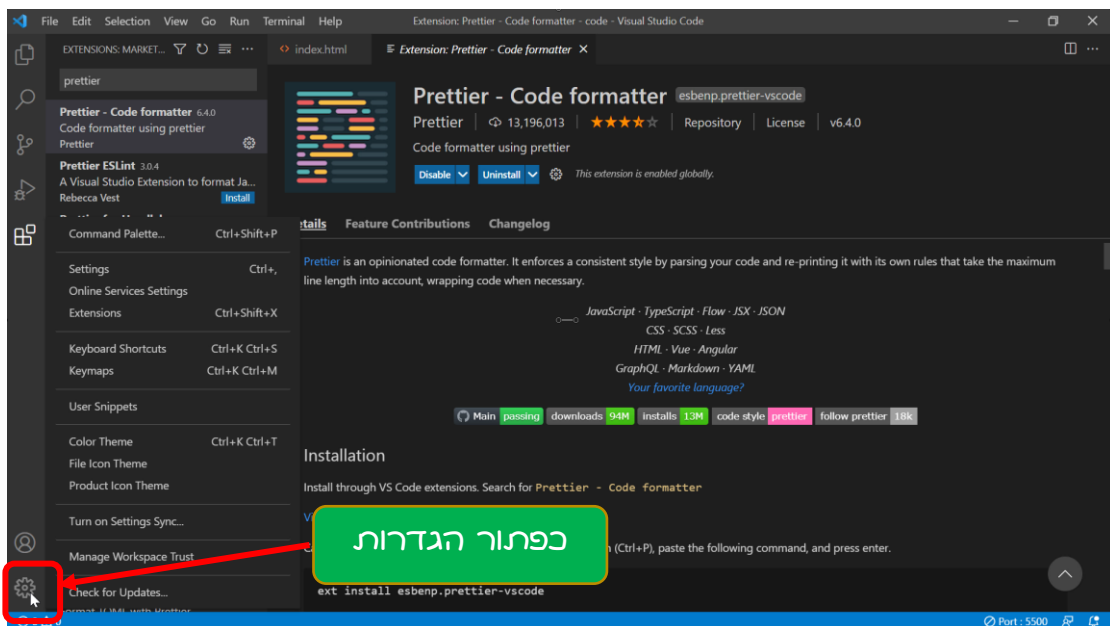 File Edit Selection View Go Run Terminal Help
Extension: Prettier - Code formatter - code - Visual Studio Code
EXTENSIONS: MARKET...
index.html
Extension: Prettier - Code formatter
prettier
Prettier - Code formatter 6.4.0
Code formatter using prettier
Prettier
Prettier ESLint 3.0.4
A Visual Studio Extension to format Ja...
Rebecca Vest
Install
Prettier - Code formatter esbenp.prettier-vscode
Prettier 13,196,013 Repository License v6.4.0
Code formatter using prettier
Disable Uninstall This extension is enabled globally.
Command Palette... Ctrl+Shift+P
Settings Ctrl+,
Online Services Settings
Extensions Ctrl+Shift+X
Keyboard Shortcuts Ctrl+K Ctrl+S
Keymaps Ctrl+K Ctrl+M
User Snippets
Color Theme Ctrl+K Ctrl+T
File Icon Theme
Product Icon Theme
Turn on Settings Sync...
Manage Workspace Trust
Check for Updates...
tails Feature Contributions Changelog
Prettier is an opinionated code formatter. It enforces a consistent style by parsing your code and re-printing it with its own rules that take the maximum
line length into account, wrapping code when necessary.
JavaScript · TypeScript · Flow · JSX · JSON
CSS · SCSS · Less
HTML · Vue · Angular
GraphQL · Markdown · YAML
Your favorite language?
Main passing downloads 94M installs 13M code style prettier follow prettier 18k
Installation
Install through VS Code extensions. Search for Prettier - Code formatter
כפתור הגדרות
(Ctrl+P), paste the following command, and press enter.
ext install esbenp.prettier-vscode
Port : 5500